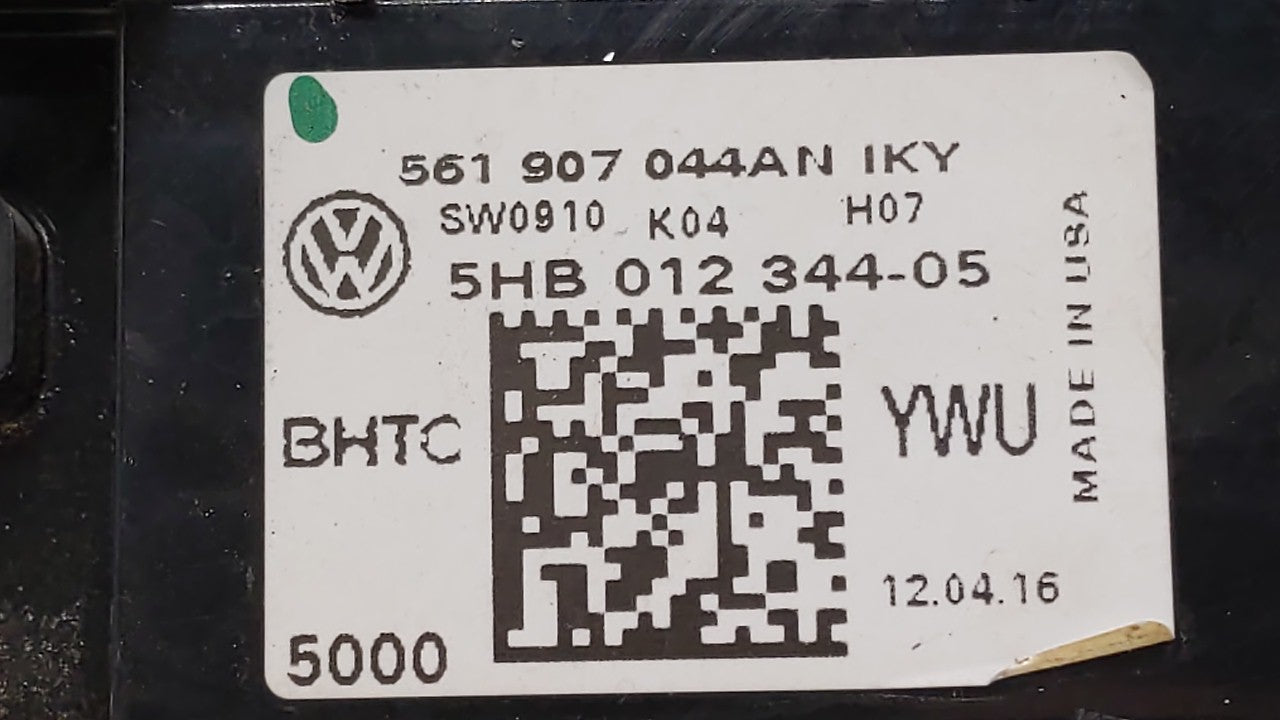 561 907 044AN IKY
SW0910 K04 H07
5HB 012 344-05
BHTC
YWU
MADE IN USA
12.04.16
5000